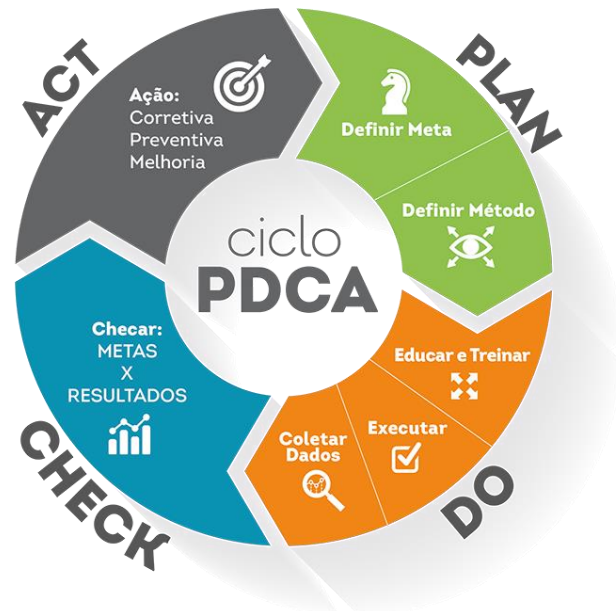 ciclo
PDCA
PLAN
Definir Meta
Definir Método
DO
Educar e Treinar
Executar
Coletar
Dados
CHECK
Checar:
METAS
X
RESULTADOS
ACT
Ação:
Corretiva
Preventiva
Melhoria